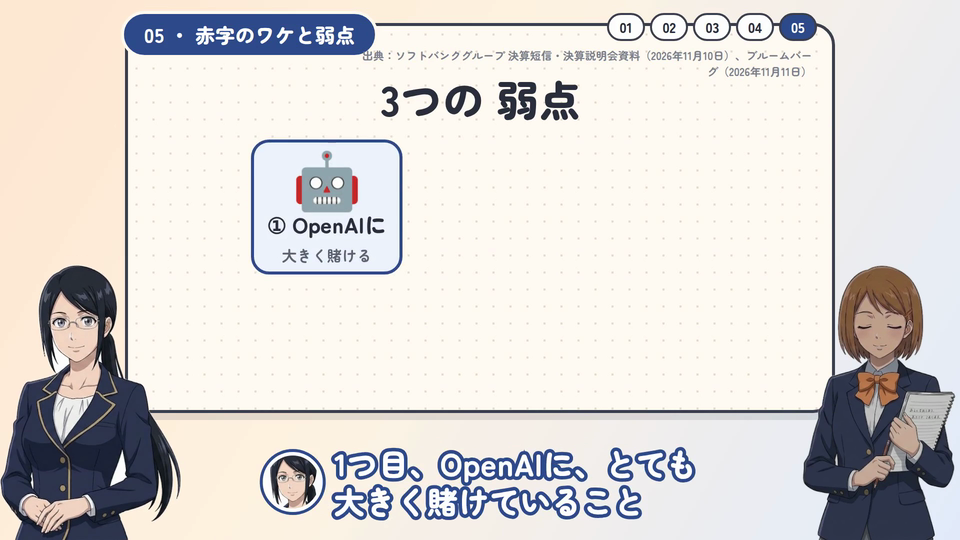 05 ・ 赤字のワケと弱点
01 02 03 04 05
出典：ソフトバンクグループ 決算短信・決算説明会資料（2026年11月10日）、ブルームバー
グ（2026年11月11日）
3つの 弱点
① OpenAIに
大きく賭ける
1つ目、OpenAIに、とても
大きく賭けていること